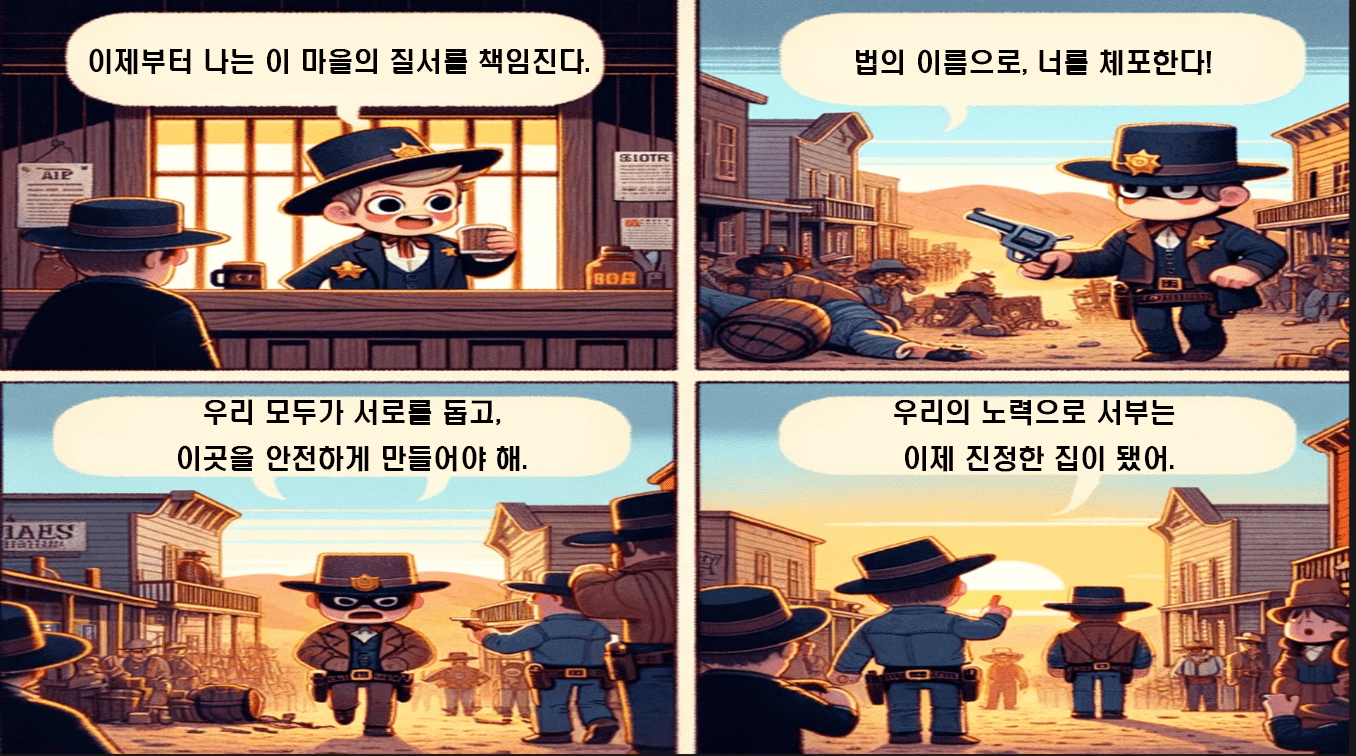 이제부터 나는 이 마을의 질서를 책임진다.
AIP
SIOTR
법의 이름으로, 너를 체포한다!
우리 모두가 서로를 돕고,
이곳을 안전하게 만들어야 해.
IAHS
우리의 노력으로 서부는
이제 진정한 집이 됐어.